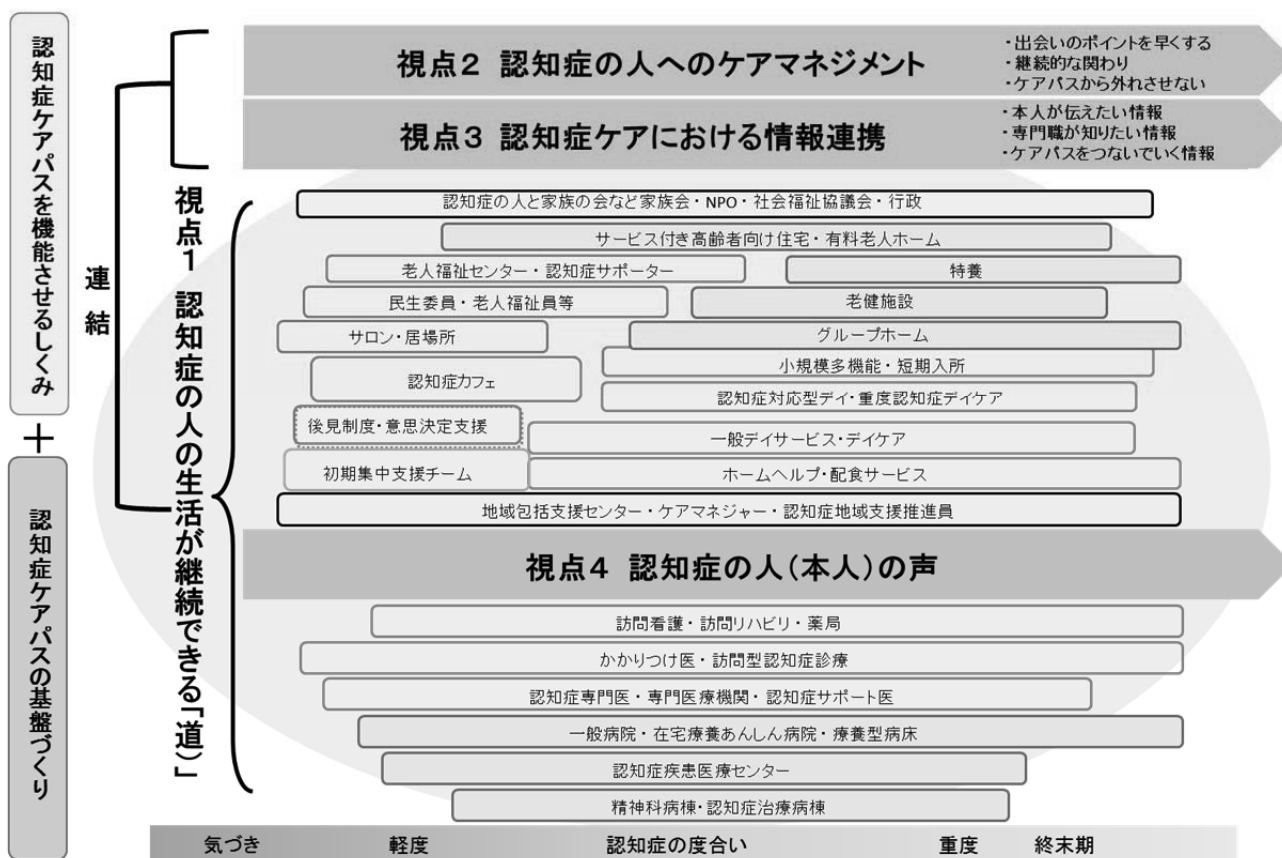 認知症ケアパスを機能させるしくみ
＋
認知症ケアパスの基盤づくり
連結
視点２ 認知症の人へのケアマネジメント
・出会いのポイントを早くする
・継続的な関わり
・ケアパスから外れさせない
視点３ 認知症ケアにおける情報連携
・本人が伝えたい情報
・専門職が知りたい情報
・ケアパスをつないでいく情報
視点１ 認知症の人の生活が継続できる「道）」
認知症の人と家族の会など家族会・NPO・社会福祉協議会・行政
サービス付き高齢者向け住宅・有料老人ホーム
老人福祉センター・認知症サポーター
特養
民生委員・老人福祉員等
老健施設
サロン・居場所
グループホーム
小規模多機能・短期入所
認知症カフェ
認知症対応型デイ・重度認知症デイケア
後見制度・意思決定支援
一般デイサービス・デイケア
初期集中支援チーム
ホームヘルプ・配食サービス
地域包括支援センター・ケアマネジャー・認知症地域支援推進員
視点４ 認知症の人（本人）の声
訪問看護・訪問リハビリ・薬局
かかりつけ医・訪問型認知症診療
認知症専門医・専門医療機関・認知症サポート医
一般病院・在宅療養あんしん病院・療養型病床
認知症疾患医療センター
精神科病棟・認知症治療病棟
気づき 軽度 認知症の度合い 重度 終末期